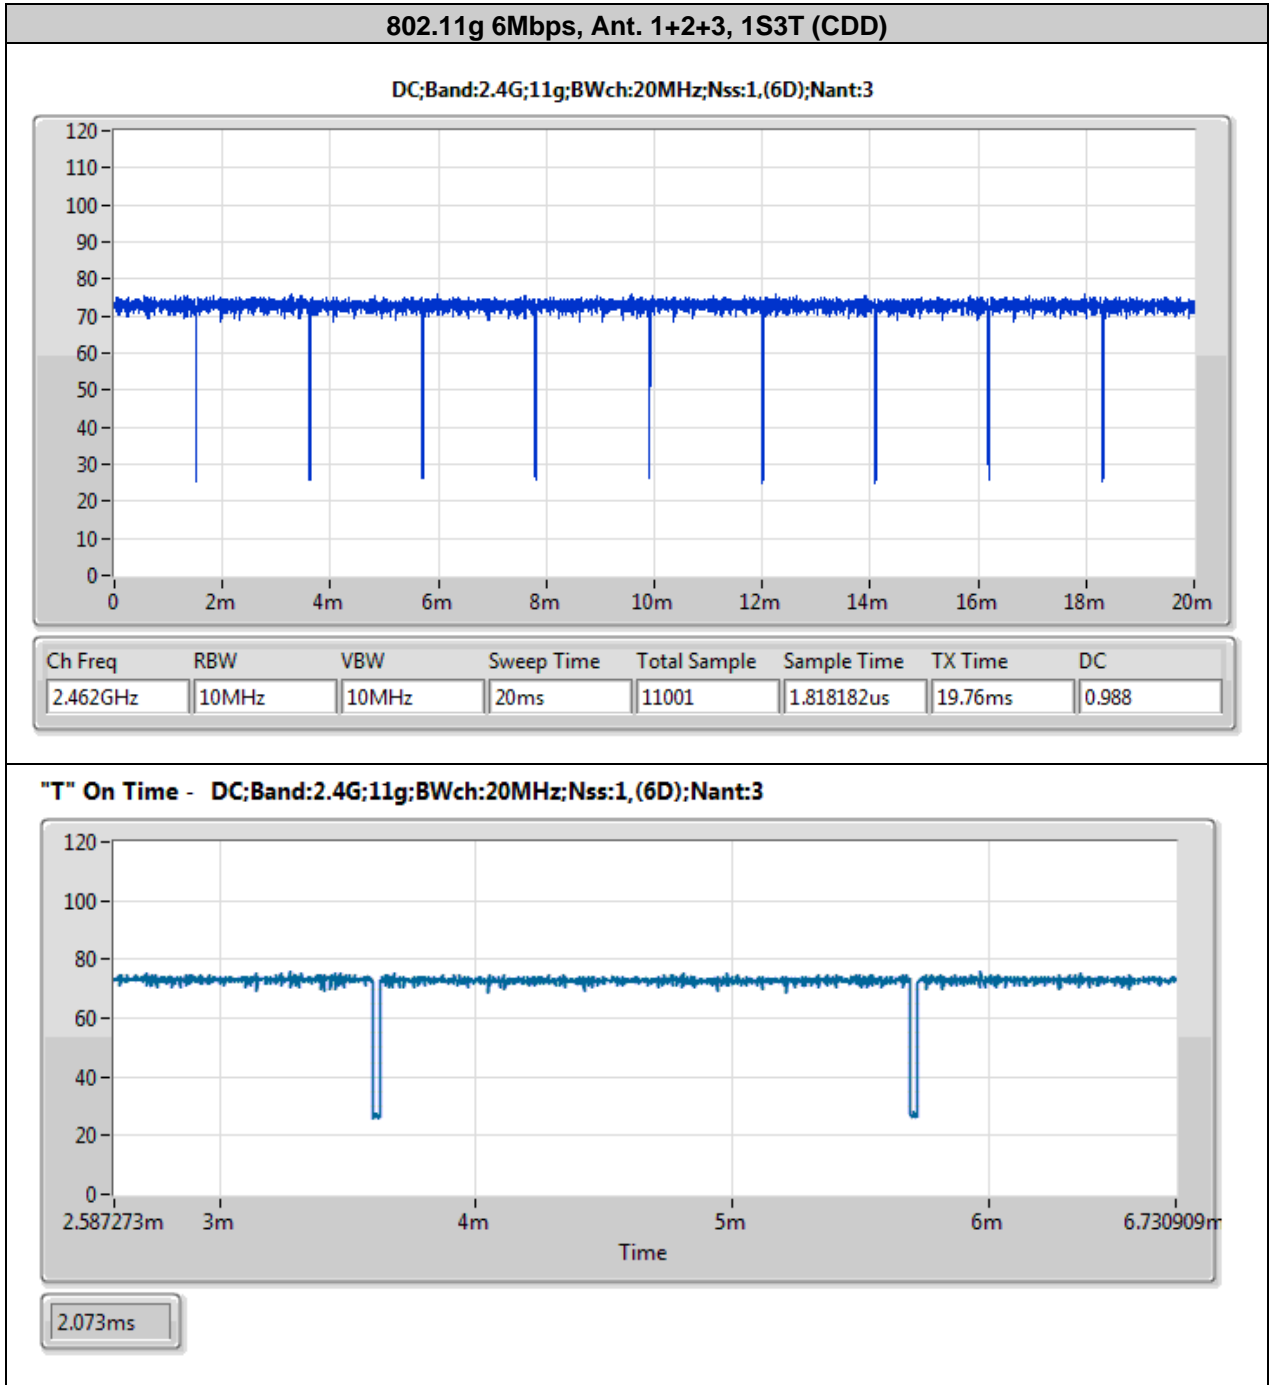 802.11g 6Mbps, Ant. 1+2+3, 1S3T (CDD)
DC;Band:2.4G;11g;BWch:20MHz;Nss:1,(6D);Nant:3
120
110
100
90
80
70
60
50
40
30
20
10
0
0 2m 4m 6m 8m 10m 12m 14m 16m 18m 20m
Ch Freq RBW VBW Sweep Time Total Sample Sample Time TX Time DC
2.462GHz 10MHz 10MHz 20ms 11001 1.818182us 19.76ms 0.988
"T" On Time - DC;Band:2.4G;11g;BWch:20MHz;Nss:1,(6D);Nant:3
120
100
80
60
40
20
0
2.587273m 3m 4m 5m 6m 6.730909m
Time
2.073ms